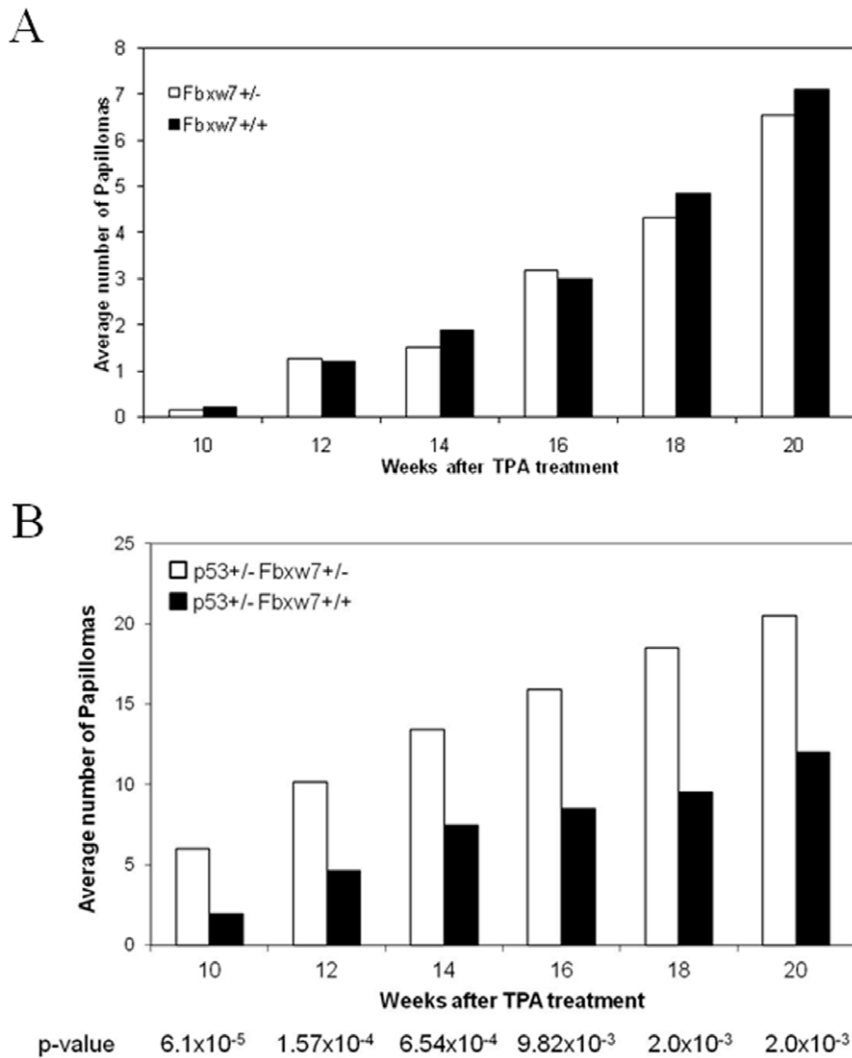 A
8
7
6
5
4
3
2
1
0
Average number of Papillomas
Fbxw7+/-
Fbxw7+/+
10 12 14 16 18 20
Weeks after TPA treatment
B
25
20
15
10
5
0
Average number of Papillomas
p53+/- Fbxw7+/-
p53+/- Fbxw7+/+
10 12 14 16 18 20
Weeks after TPA treatment
p-value 6.1x10⁻⁵ 1.57x10⁻⁴ 6.54x10⁻⁴ 9.82x10⁻³ 2.0x10⁻³ 2.0x10⁻³